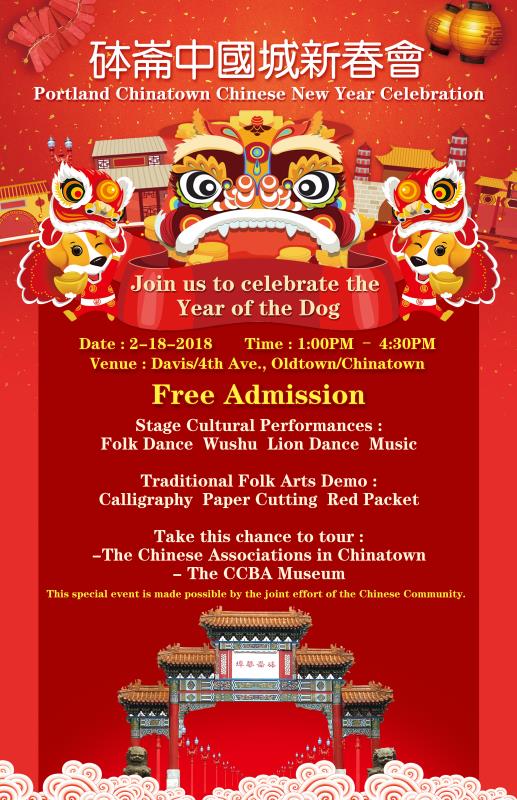 砵崙中國城新春會
Portland Chinatown Chinese New Year Celebration
Join us to celebrate the
Year of the Dog
Date : 2-18-2018 Time : 1:00PM - 4:30PM
Venue : Davis/4th Ave., Oldtown/Chinatown
Free Admission
Stage Cultural Performances :
Folk Dance Wushu Lion Dance Music
Traditional Folk Arts Demo :
Calligraphy Paper Cutting Red Packet
Take this chance to tour :
-The Chinese Associations in Chinatown
- The CCBA Museum
This special event is made possible by the joint effort of the Chinese Community.
埠華崙砵